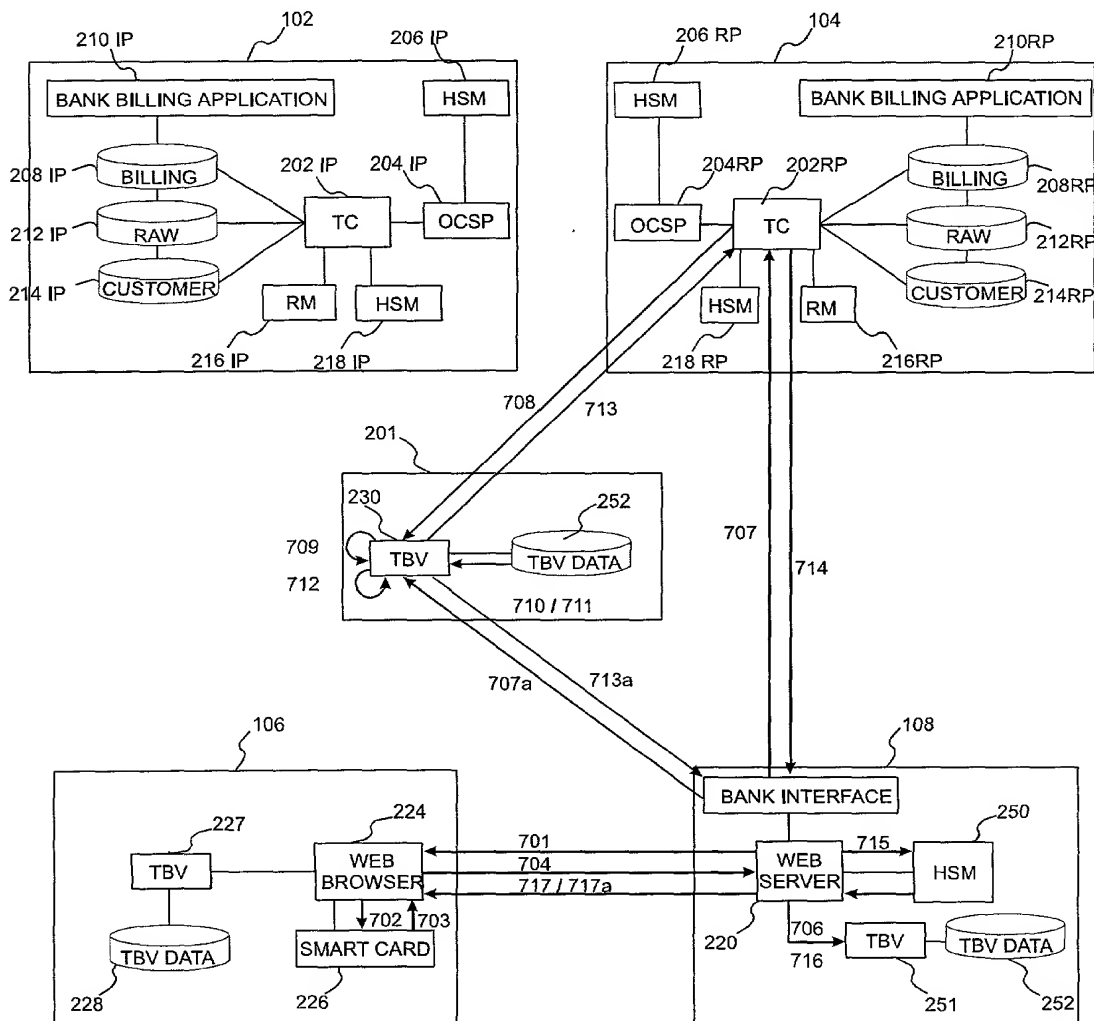 102
210 IP
206 IP
BANK BILLING APPLICATION
HSM
208 IP
BILLING
202 IP
204 IP
212 IP
RAW
TC
OCSP
214 IP
CUSTOMER
RM
HSM
216 IP
218 IP
206 RP
104
210RP
HSM
BANK BILLING APPLICATION
204RP
202RP
BILLING
208RP
OCSP
TC
RAW
212RP
CUSTOMER
214RP
HSM
RM
218 RP
216RP
708
713
201
230
252
709
TBV
TBV DATA
712
710 / 711
707
714
707a
713a
106
108
BANK INTERFACE
227
224
250
701
715
TBV
WEB
BROWSER
704
WEB
SERVER
HSM
717 / 717a
702
703
220
706
TBV DATA
SMART CARD
716
TBV
TBV DATA
228
226
251
252